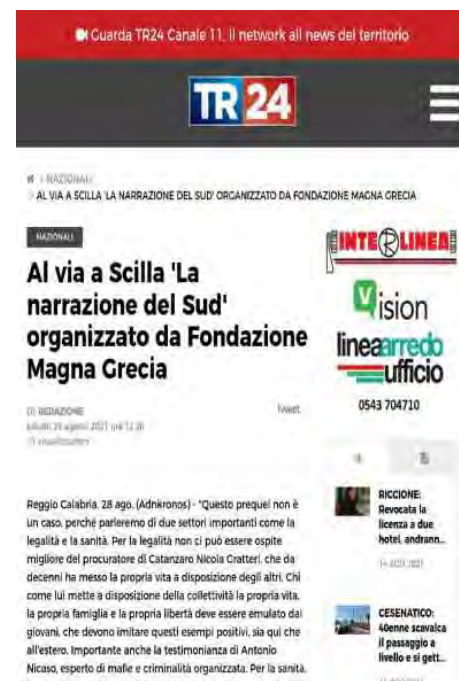 Guarda TR24 Canale 11, il network all news del territorio
TR 24
NAZIONALI
AL VIA A SCILLA 'LA NARRAZIONE DEL SUD' ORGANIZZATO DA FONDAZIONE MAGNA GRECIA
NAZIONALI
Al via a Scilla 'La
narrazione del Sud'
organizzato da Fondazione
Magna Grecia
DI REDAZIONE
Tweet
sabato 28 agosto 2021
Reggio Calabria, 28 ago. (Adnkronos) - "Questo prequel non è
un caso, perché parleremo di due settori importanti come la
legalità e la sanità. Per la legalità non ci può essere ospite
migliore del procuratore di Catanzaro Nicola Gratteri, che da
decenni ha messo la propria vita a disposizione degli altri. Chi
come lui mette a disposizione della collettività la propria vita,
la propria famiglia e la propria libertà deve essere emulato dai
giovani, che devono imitare questi esempi positivi, sia qui che
all'estero. Importante anche la testimonianza di Antonio
Nicaso, esperto di mafie e criminalità organizzata. Per la sanità,
INTERLINEA
Vision
lineaarredo
ufficio
0543 704710
RICCIONE:
Revocata la
licenza a due
hotel, andrann...
CESENATICO:
40enne scavalca
il passaggio a
livello e si gett...